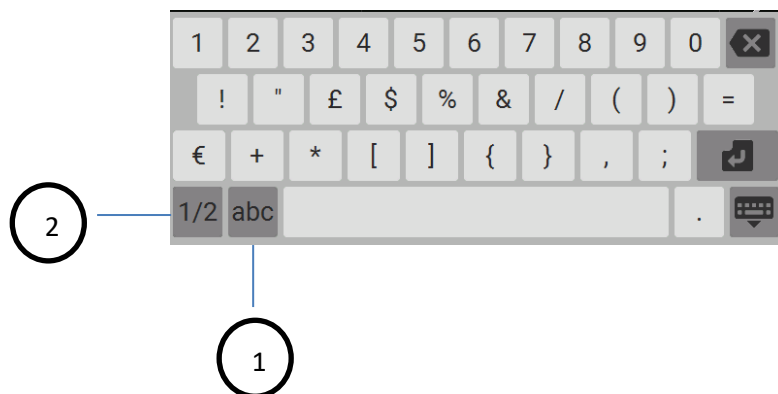 1 2 3 4 5 6 7 8 9 0
! " £ $ % & / ( ) =
€ + * [ ] { } , ;
1/2 abc .
2
1